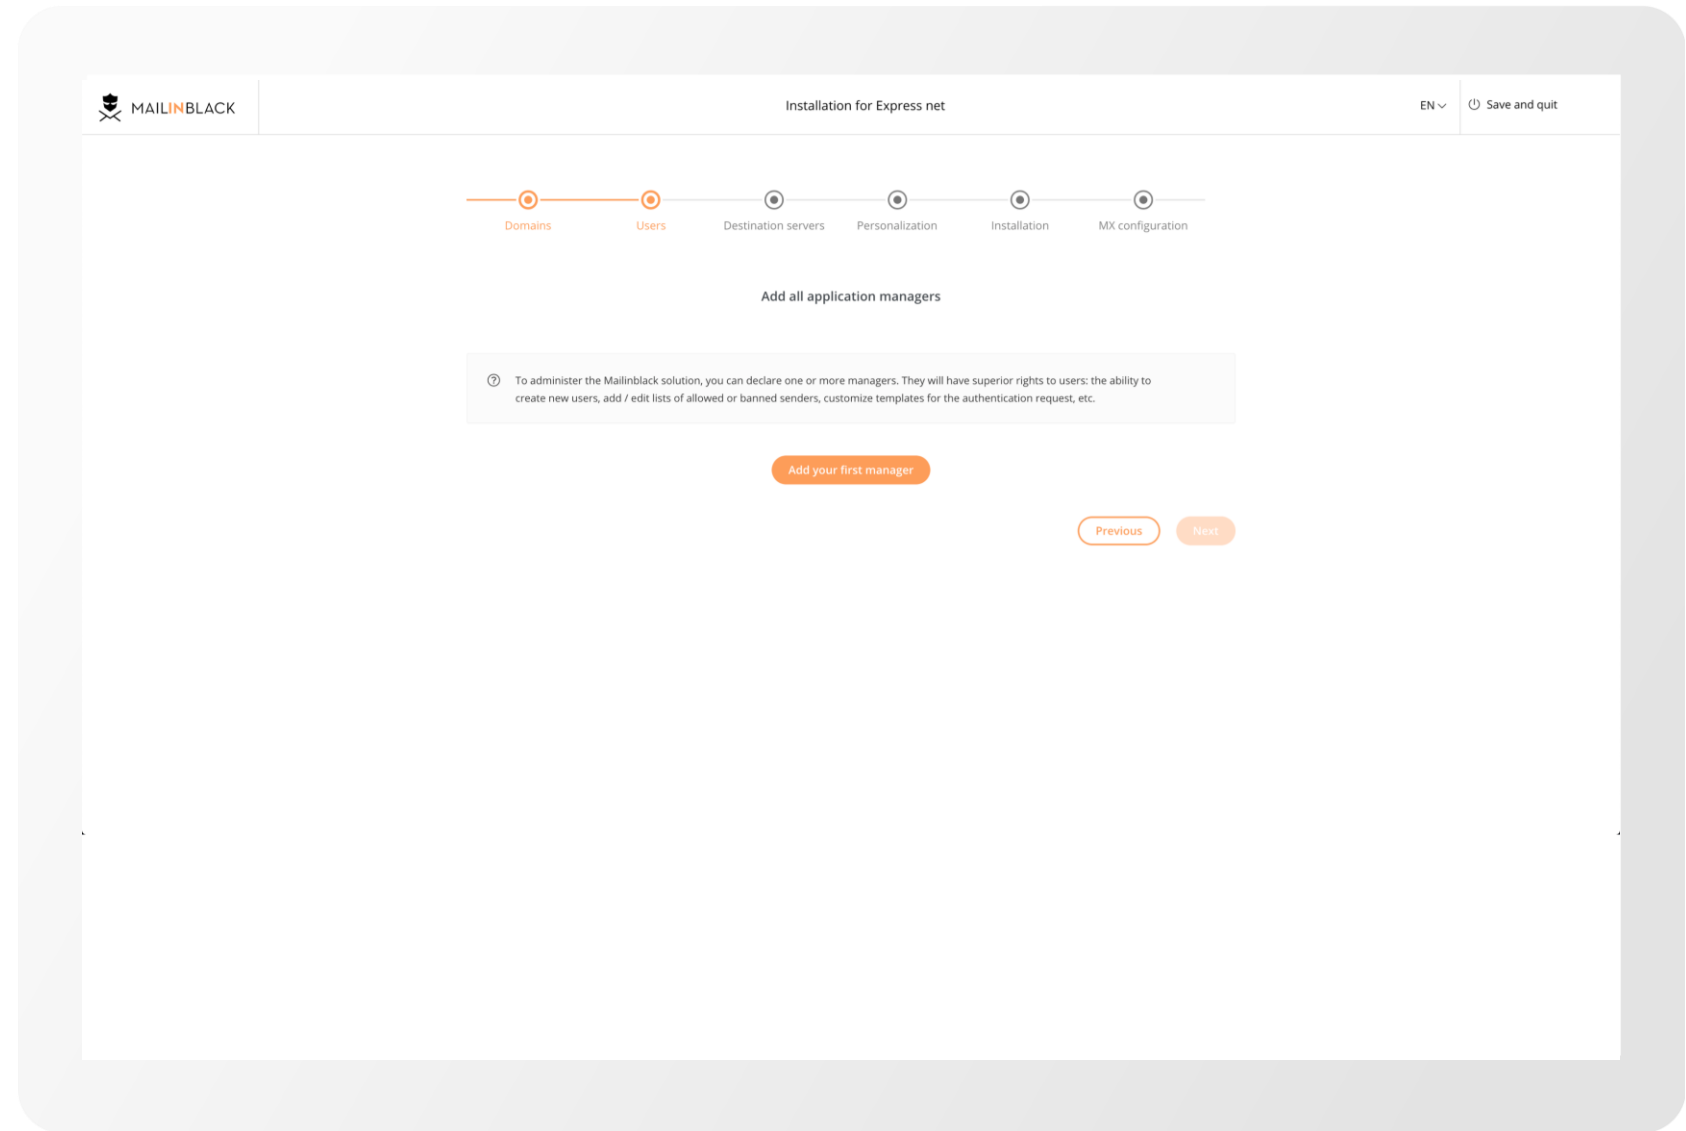 MAILINBLACK
Installation for Express net
EN
Save and quit
Domains
Users
Destination servers
Personalization
Installation
MX configuration
Add all application managers
To administer the Mailinblack solution, you can declare one or more managers. They will have superior rights to users: the ability to
create new users, add / edit lists of allowed or banned senders, customize templates for the authentication request, etc.
Add your first manager
Previous
Next